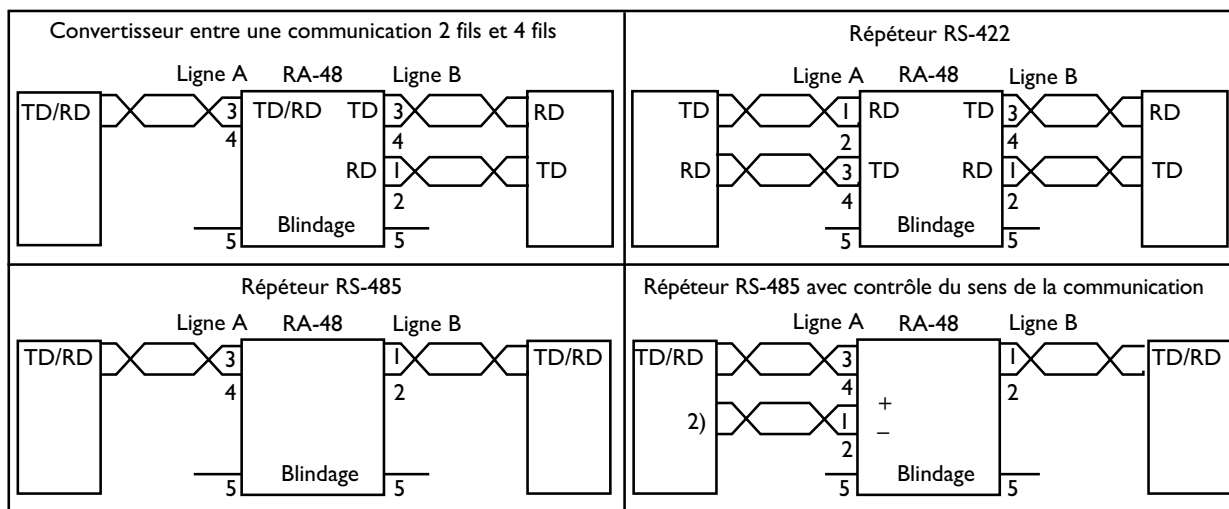 Convertisseur entre une communication 2 fils et 4 fils
Ligne A RA-48 Ligne B
TD/RD 3 TD/RD TD 3 RD
4 4
RD 1 TD
2
Blindage
5 5
Répéteur RS-422
Ligne A RA-48 Ligne B
TD 1 RD TD 3 RD
2 4
RD 3 TD RD 1 TD
4 2
Blindage
5 5
Répéteur RS-485
Ligne A RA-48 Ligne B
TD/RD 3 1 TD/RD
4 2
Blindage
5 5
Répéteur RS-485 avec contrôle du sens de la communication
Ligne A RA-48 Ligne B
TD/RD 3 1 TD/RD
4 2
+
2) 1
–
2
Blindage
5 5